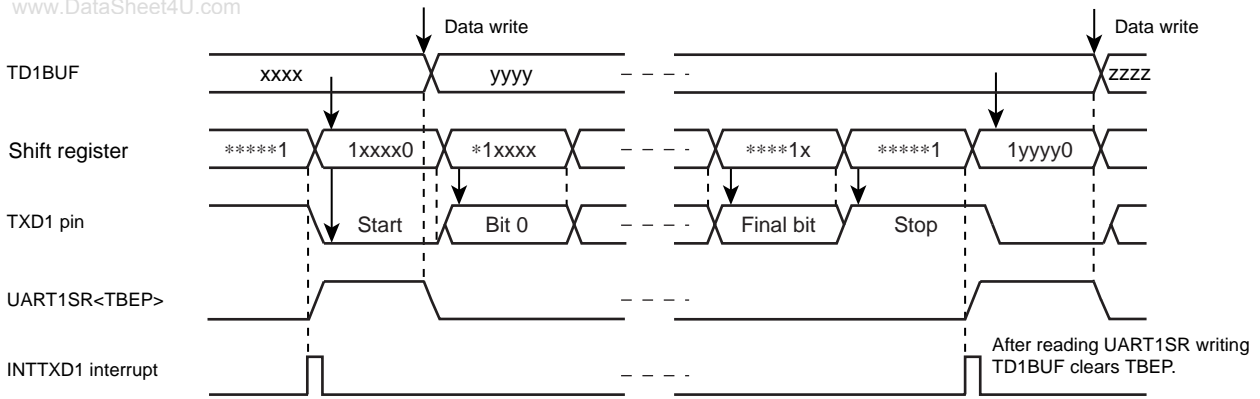 www.DataSheet4U.com
Data write
Data write
TD1BUF
xxxx
yyyy
zzzz
Shift register
*****1
1xxxx0
*1xxxx
****1x
*****1
1yyyy0
TXD1 pin
Start
Bit 0
Final bit
Stop
UART1SR<TBEP>
After reading UART1SR writing
TD1BUF clears TBEP.
INTTXD1 interrupt